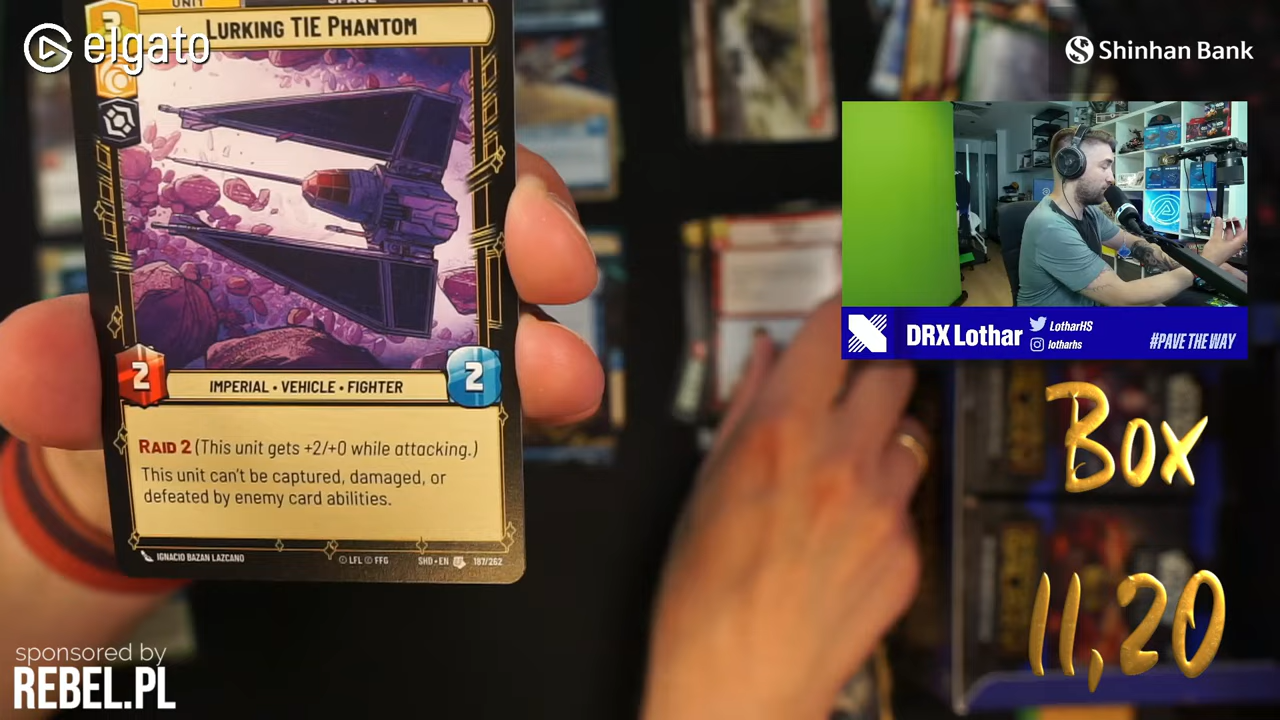 UNIT
SPACE
3
LURKING TIE PHANTOM
elgato
Shinhan Bank
2
IMPERIAL • VEHICLE • FIGHTER
2
RAID 2 (This unit gets +2/+0 while attacking.)
This unit can't be captured, damaged, or
defeated by enemy card abilities.
IGNACIO BAZAN LAZCANO
LFL © FFG
SHD • EN
187/262
DRX Lothar
LotharHS
lotharhs
#PAVE THE WAY
Box
11,20
sponsored by
REBEL.PL